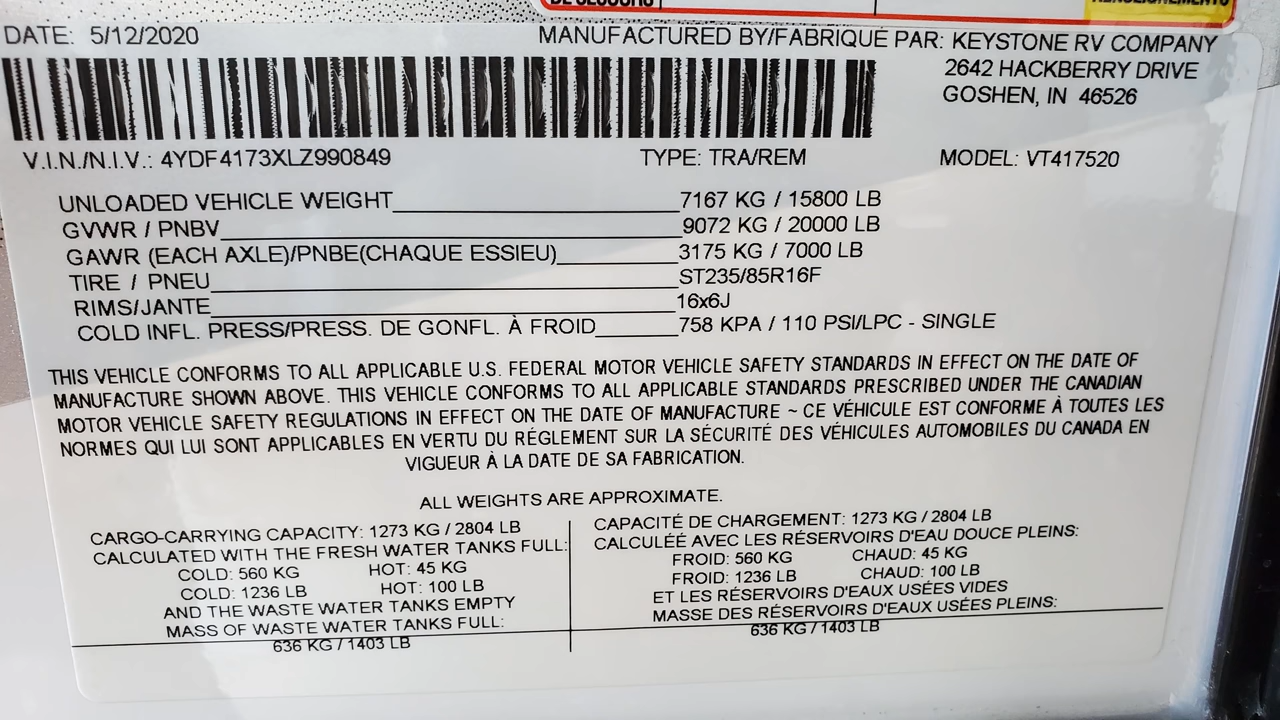 DE SECOURS RENSEIGNEMENTS
DATE: 5/12/2020 MANUFACTURED BY/FABRIQUÉ PAR: KEYSTONE RV COMPANY
2642 HACKBERRY DRIVE
GOSHEN, IN 46526
V.I.N./N.I.V.: 4YDF4173XLZ990849 TYPE: TRA/REM MODEL: VT417520
UNLOADED VEHICLE WEIGHT 7167 KG / 15800 LB
GVWR / PNBV 9072 KG / 20000 LB
GAWR (EACH AXLE)/PNBE(CHAQUE ESSIEU) 3175 KG / 7000 LB
TIRE / PNEU ST235/85R16F
RIMS/JANTE 16x6J
COLD INFL. PRESS/PRESS. DE GONFL. À FROID 758 KPA / 110 PSI/LPC - SINGLE
THIS VEHICLE CONFORMS TO ALL APPLICABLE U.S. FEDERAL MOTOR VEHICLE SAFETY STANDARDS IN EFFECT ON THE DATE OF
MANUFACTURE SHOWN ABOVE. THIS VEHICLE CONFORMS TO ALL APPLICABLE STANDARDS PRESCRIBED UNDER THE CANADIAN
MOTOR VEHICLE SAFETY REGULATIONS IN EFFECT ON THE DATE OF MANUFACTURE ~ CE VÉHICULE EST CONFORME À TOUTES LES
NORMES QUI LUI SONT APPLICABLES EN VERTU DU RÉGLEMENT SUR LA SÉCURITÉ DES VÉHICULES AUTOMOBILES DU CANADA EN
VIGUEUR À LA DATE DE SA FABRICATION.
ALL WEIGHTS ARE APPROXIMATE.
CARGO-CARRYING CAPACITY: 1273 KG / 2804 LB
CALCULATED WITH THE FRESH WATER TANKS FULL:
COLD: 560 KG HOT: 45 KG
COLD: 1236 LB HOT: 100 LB
AND THE WASTE WATER TANKS EMPTY
MASS OF WASTE WATER TANKS FULL:
636 KG / 1403 LB
CAPACITÉ DE CHARGEMENT: 1273 KG / 2804 LB
CALCULÉE AVEC LES RÉSERVOIRS D'EAU DOUCE PLEINS:
FROID: 560 KG CHAUD: 45 KG
FROID: 1236 LB CHAUD: 100 LB
ET LES RÉSERVOIRS D'EAUX USÉES VIDES
MASSE DES RÉSERVOIRS D'EAUX USÉES PLEINS:
636 KG / 1403 LB